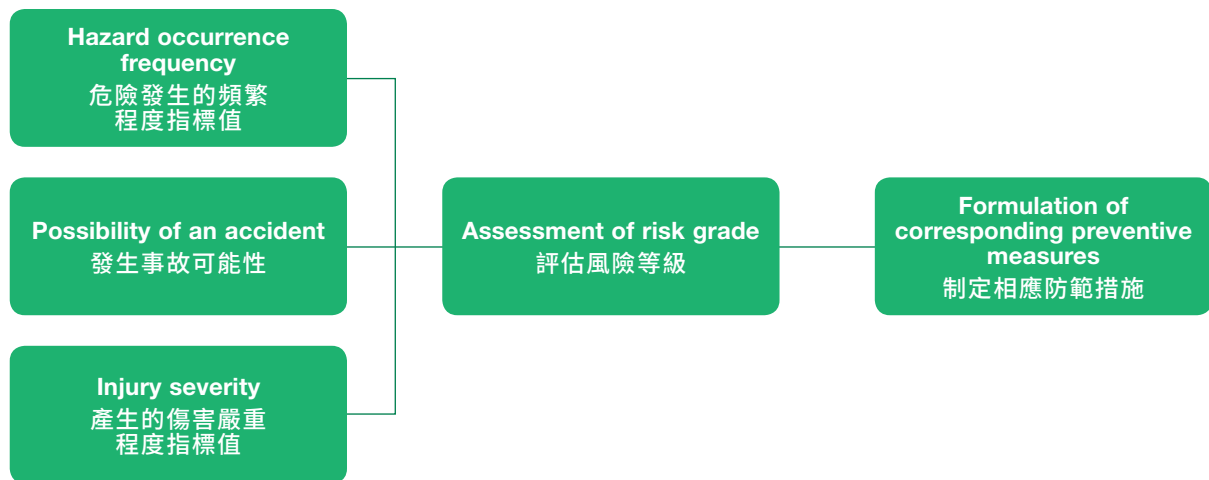 Hazard occurrence
frequency
危險發生的頻繁
程度指標值
Possibility of an accident
發生事故可能性
Injury severity
產生的傷害嚴重
程度指標值
Assessment of risk grade
評估風險等級
Formulation of
corresponding preventive
measures
制定相應防範措施